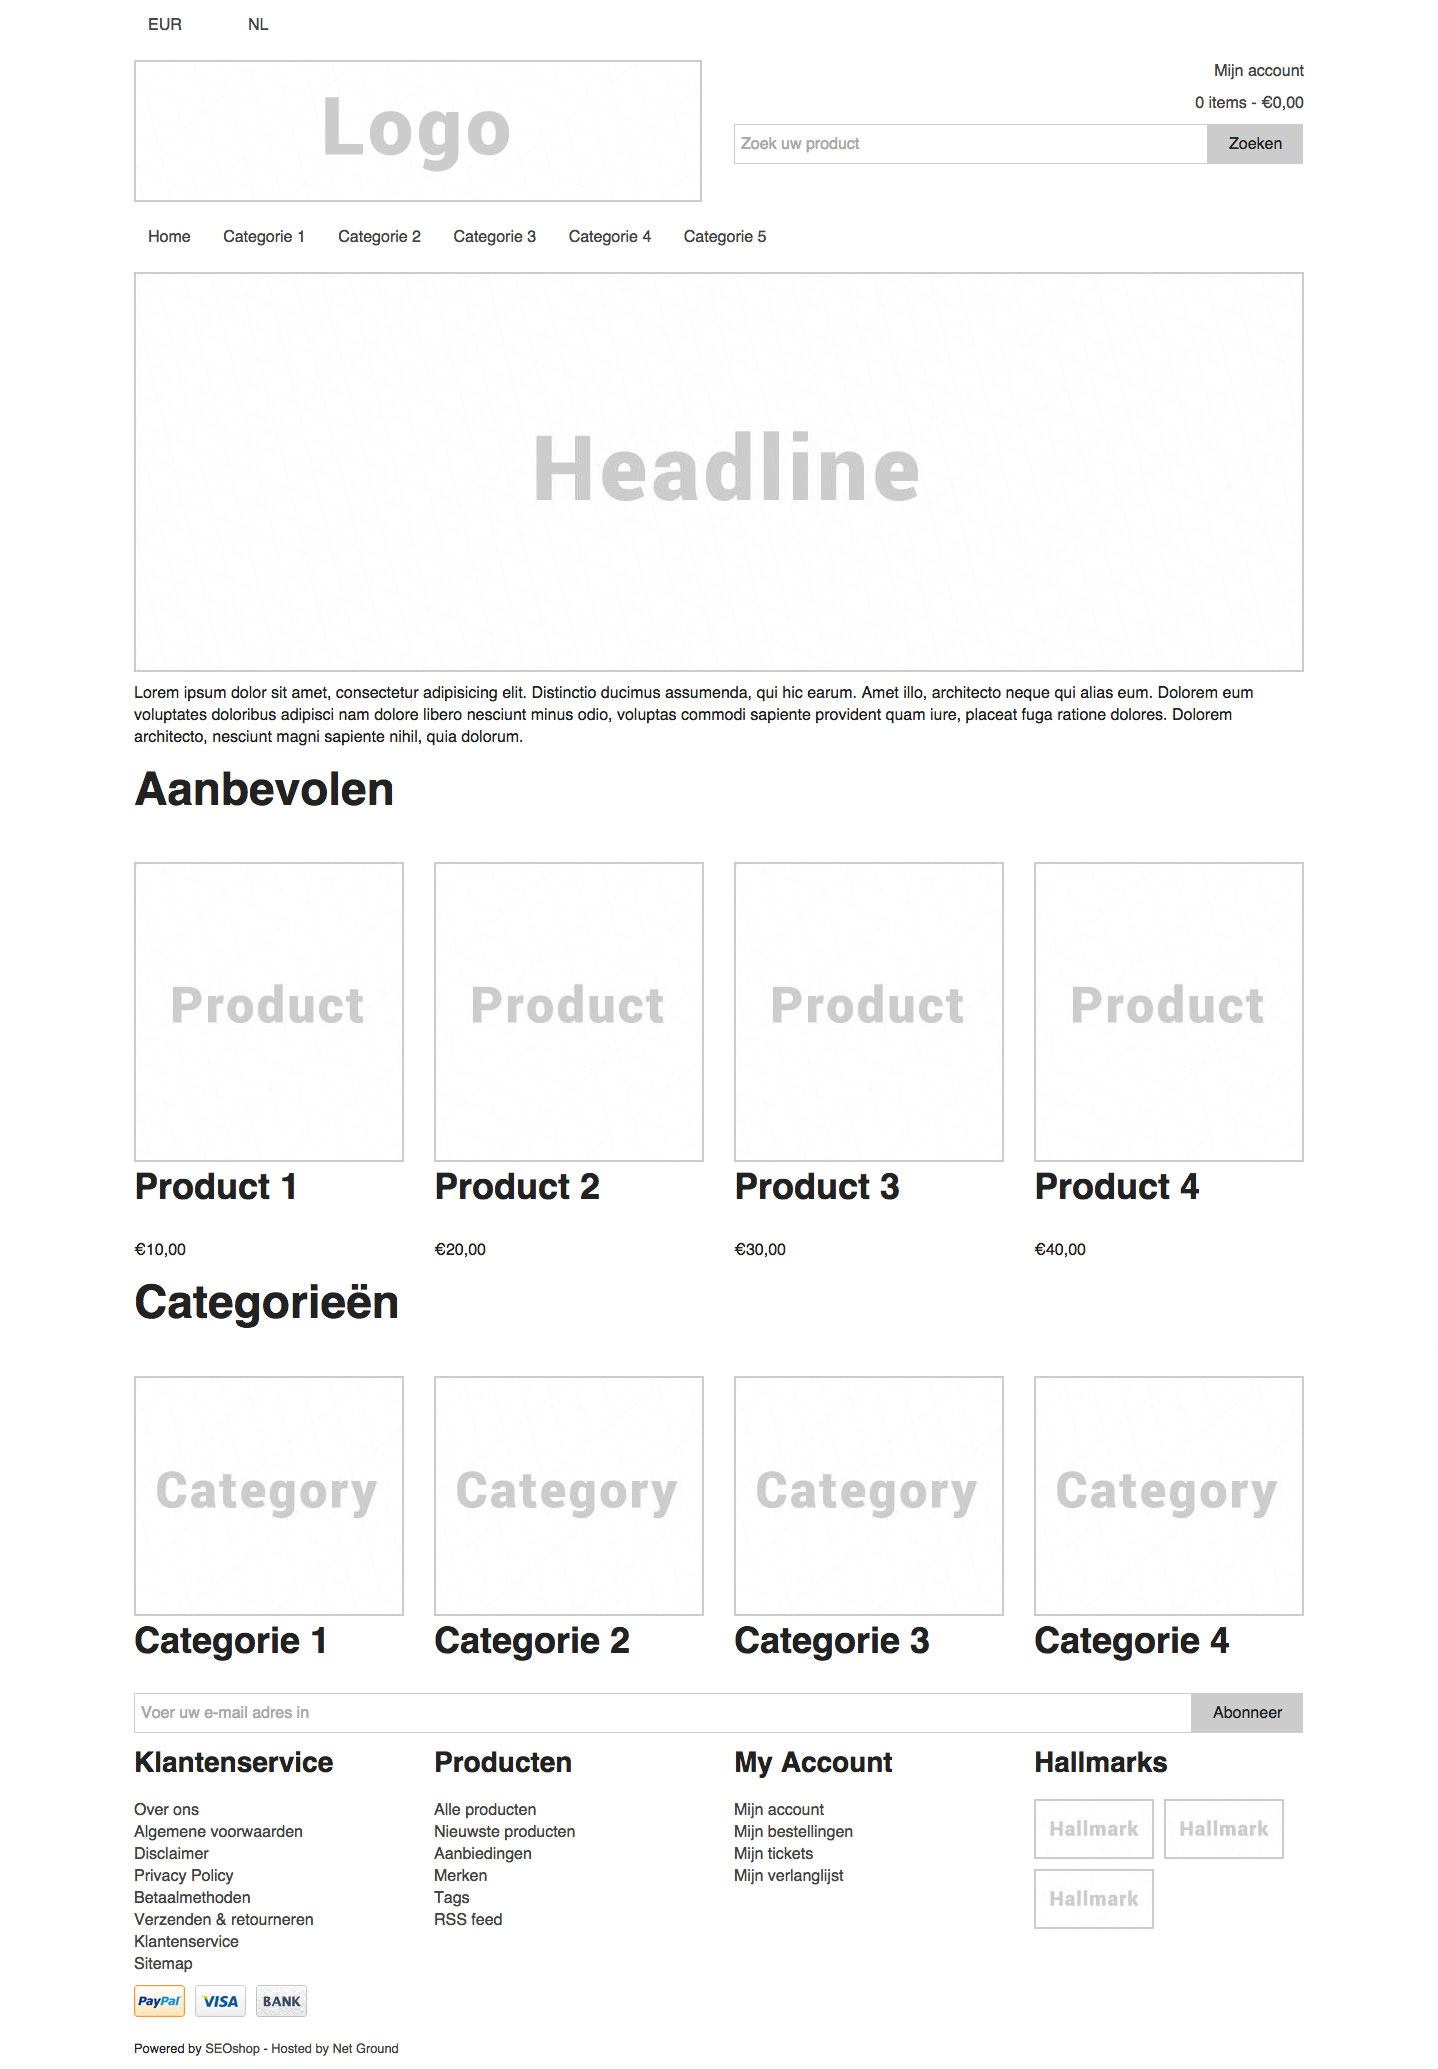 EUR NL
Logo
Mijn account
0 items - €0,00
Zoek uw product Zoeken
Home Categorie 1 Categorie 2 Categorie 3 Categorie 4 Categorie 5
Headline
Lorem ipsum dolor sit amet, consectetur adipisicing elit. Distinctio ducimus assumenda, qui hic earum. Amet illo, architecto neque qui alias eum. Dolorem eum
voluptates doloribus adipisci nam dolore libero nesciunt minus odio, voluptas commodi sapiente provident quam iure, placeat fuga ratione dolores. Dolorem
architecto, nesciunt magni sapiente nihil, quia dolorum.
Aanbevolen
Product Product Product Product
Product 1 Product 2 Product 3 Product 4
€10,00 €20,00 €30,00 €40,00
Categorieën
Category Category Category Category
Categorie 1 Categorie 2 Categorie 3 Categorie 4
Voer uw e-mail adres in Abonneer
Klantenservice
Over ons
Algemene voorwaarden
Disclaimer
Privacy Policy
Betaalmethoden
Verzenden & retourneren
Klantenservice
Sitemap
Producten
Alle producten
Nieuwste producten
Aanbiedingen
Merken
Tags
RSS feed
My Account
Mijn account
Mijn bestellingen
Mijn tickets
Mijn verlanglijst
Hallmarks
Hallmark Hallmark
Hallmark
PayPal VISA BANK
Powered by SEOshop - Hosted by Net Ground